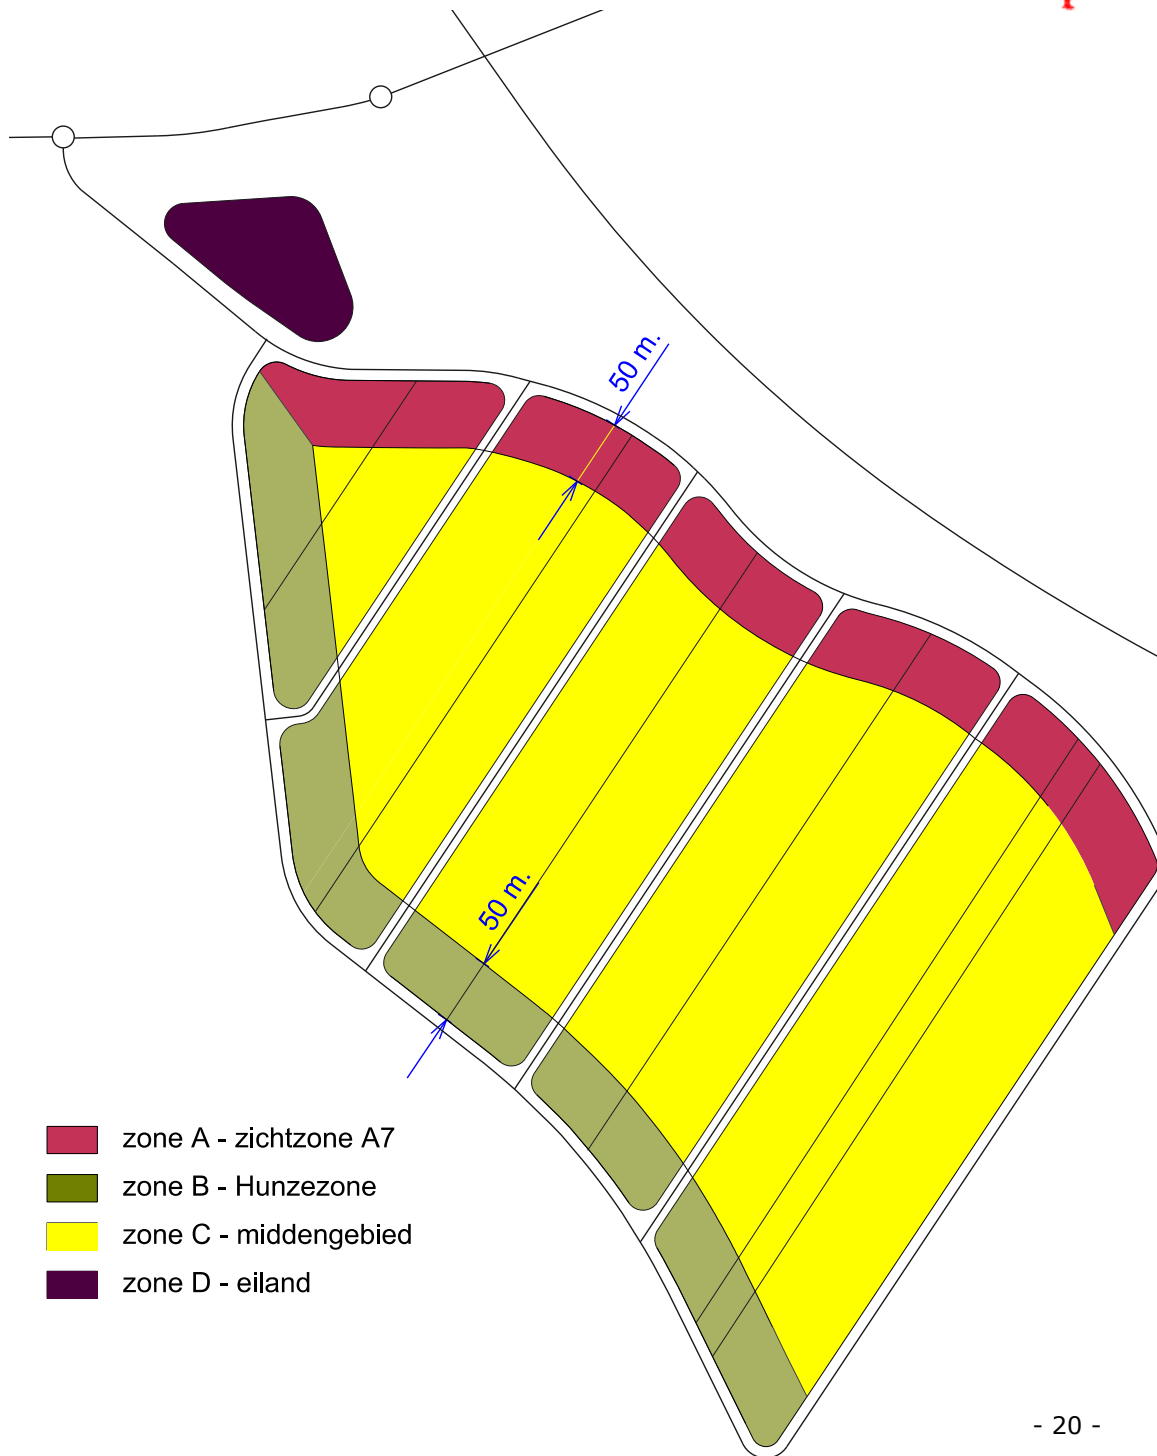 50 m.
50 m.
zone A - zichtzone A7
zone B - Hunzezone
zone C - middengebied
zone D - eiland
- 20 -